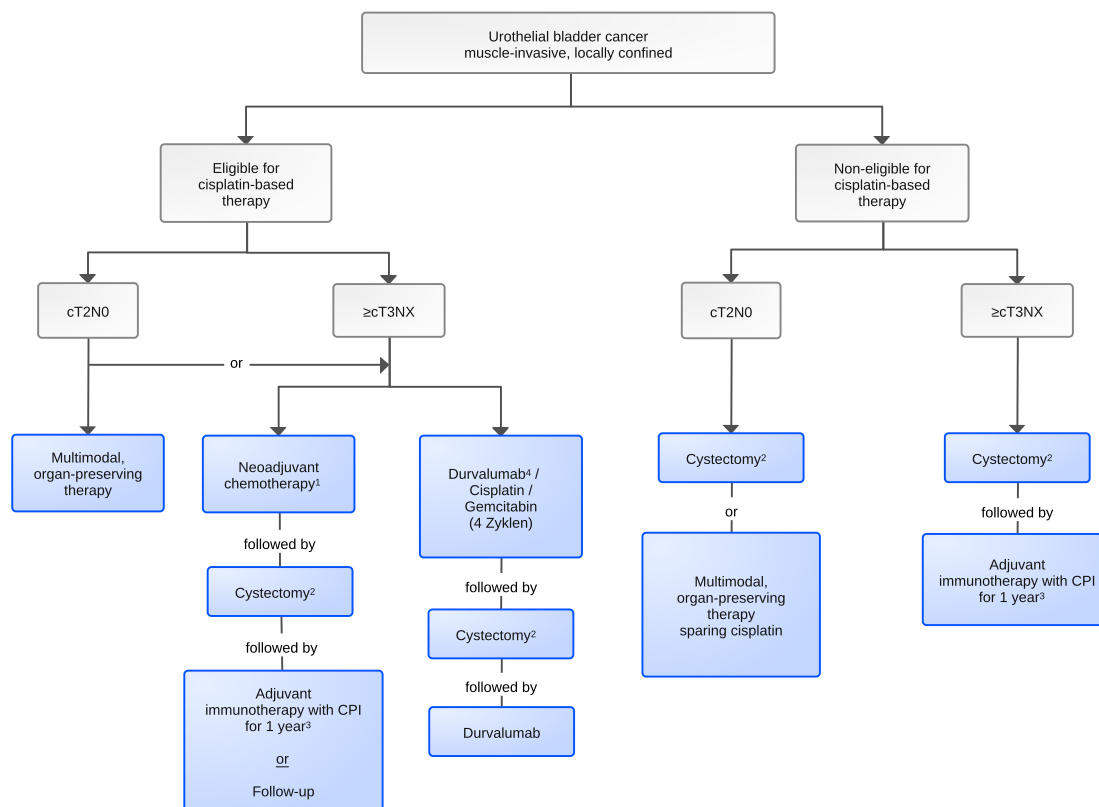 Urothelial bladder cancer
muscle-invasive, locally confined
Eligible for
cisplatin-based
therapy
Non-eligible for
cisplatin-based
therapy
cT2N0
≥cT3NX
cT2N0
≥cT3NX
or
Multimodal,
organ-preserving
therapy
Neoadjuvant
chemotherapy¹
followed by
Cystectomy²
followed by
Adjuvant
immunotherapy with CPI
for 1 year³
or
Follow-up
Durvalumab⁴ /
Cisplatin /
Gemcitabin
(4 Zyklen)
followed by
Cystectomy²
followed by
Durvalumab
Cystectomy²
or
Multimodal,
organ-preserving
therapy
sparing cisplatin
Cystectomy²
followed by
Adjuvant
immunotherapy with CPI
for 1 year³